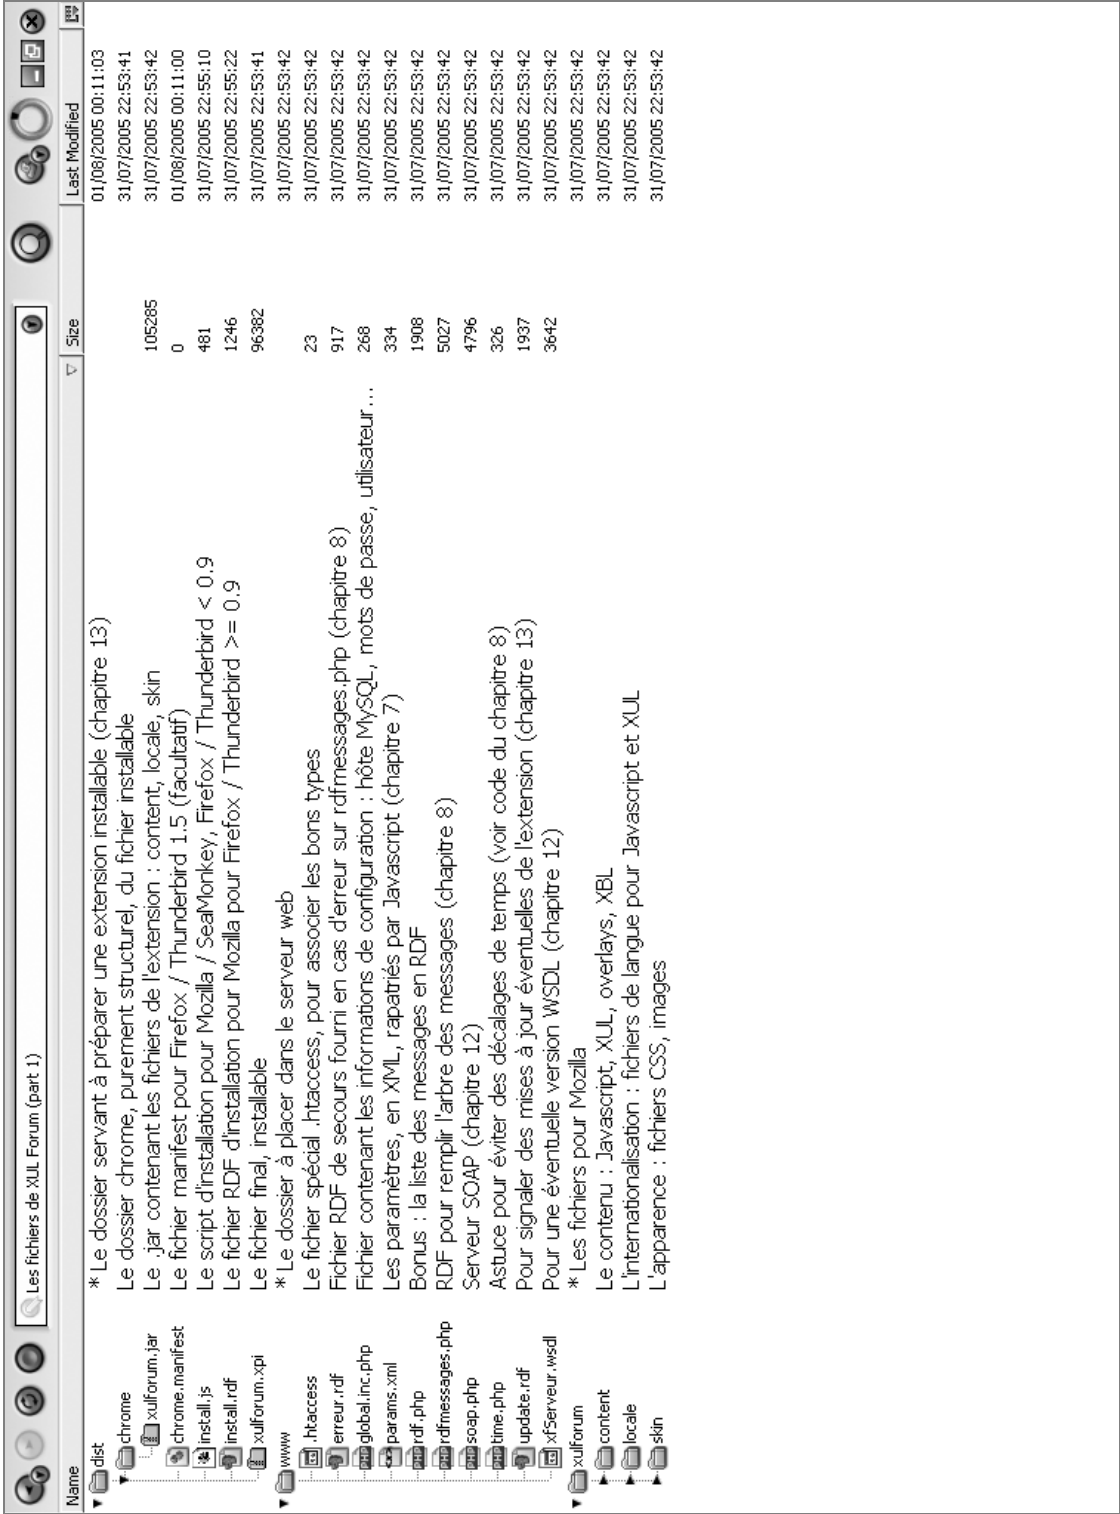 Les fichiers de XUL Forum (part 1)
Name Size Last Modified
dist * Le dossier servant à préparer une extension installable (chapitre 13) 01/08/2005 00:11:03
chrome Le dossier chrome, purement structurel, du fichier installable 31/07/2005 22:53:41
xulforum.jar Le .jar contenant les fichiers de l'extension : content, locale, skin 105285 31/07/2005 22:53:42
chrome.manifest Le fichier manifest pour Firefox / Thunderbird 1.5 (facultatif) 0 01/08/2005 00:11:00
install.js Le script d'installation pour Mozilla / SeaMonkey, Firefox / Thunderbird < 0.9 481 31/07/2005 22:55:10
install.rdf Le fichier RDF d'installation pour Mozilla pour Firefox / Thunderbird >= 0.9 1246 31/07/2005 22:55:22
xulforum.xpi Le fichier final, installable 96382 31/07/2005 22:53:41
www * Le dossier à placer dans le serveur web 31/07/2005 22:53:42
.htaccess Le fichier spécial .htaccess, pour associer les bons types 23 31/07/2005 22:53:42
erreur.rdf Fichier RDF de secours fourni en cas d'erreur sur rdfmessages.php (chapitre 8) 917 31/07/2005 22:53:42
global.inc.php Fichier contenant les informations de configuration : hôte MySQL, mots de passe, utilisateur... 268 31/07/2005 22:53:42
params.xml Les paramètres, en XML, rapatriés par Javascript (chapitre 7) 334 31/07/2005 22:53:42
rdf.php Bonus : la liste des messages en RDF 1908 31/07/2005 22:53:42
rdfmessages.php RDF pour remplir l'arbre des messages (chapitre 8) 5027 31/07/2005 22:53:42
soap.php Serveur SOAP (chapitre 12) 4796 31/07/2005 22:53:42
time.php Astuce pour éviter des décalages de temps (voir code du chapitre 8) 326 31/07/2005 22:53:42
update.rdf Pour signaler des mises à jour éventuelles de l'extension (chapitre 13) 1937 31/07/2005 22:53:42
xfServeur.wsdl Pour une éventuelle version WSDL (chapitre 12) 3642 31/07/2005 22:53:42
xulforum * Les fichiers pour Mozilla 31/07/2005 22:53:42
content Le contenu : Javascript, XUL, overlays, XBL 31/07/2005 22:53:42
locale L'internationalisation : fichiers de langue pour Javascript et XUL 31/07/2005 22:53:42
skin L'apparence : fichiers CSS, images 31/07/2005 22:53:42